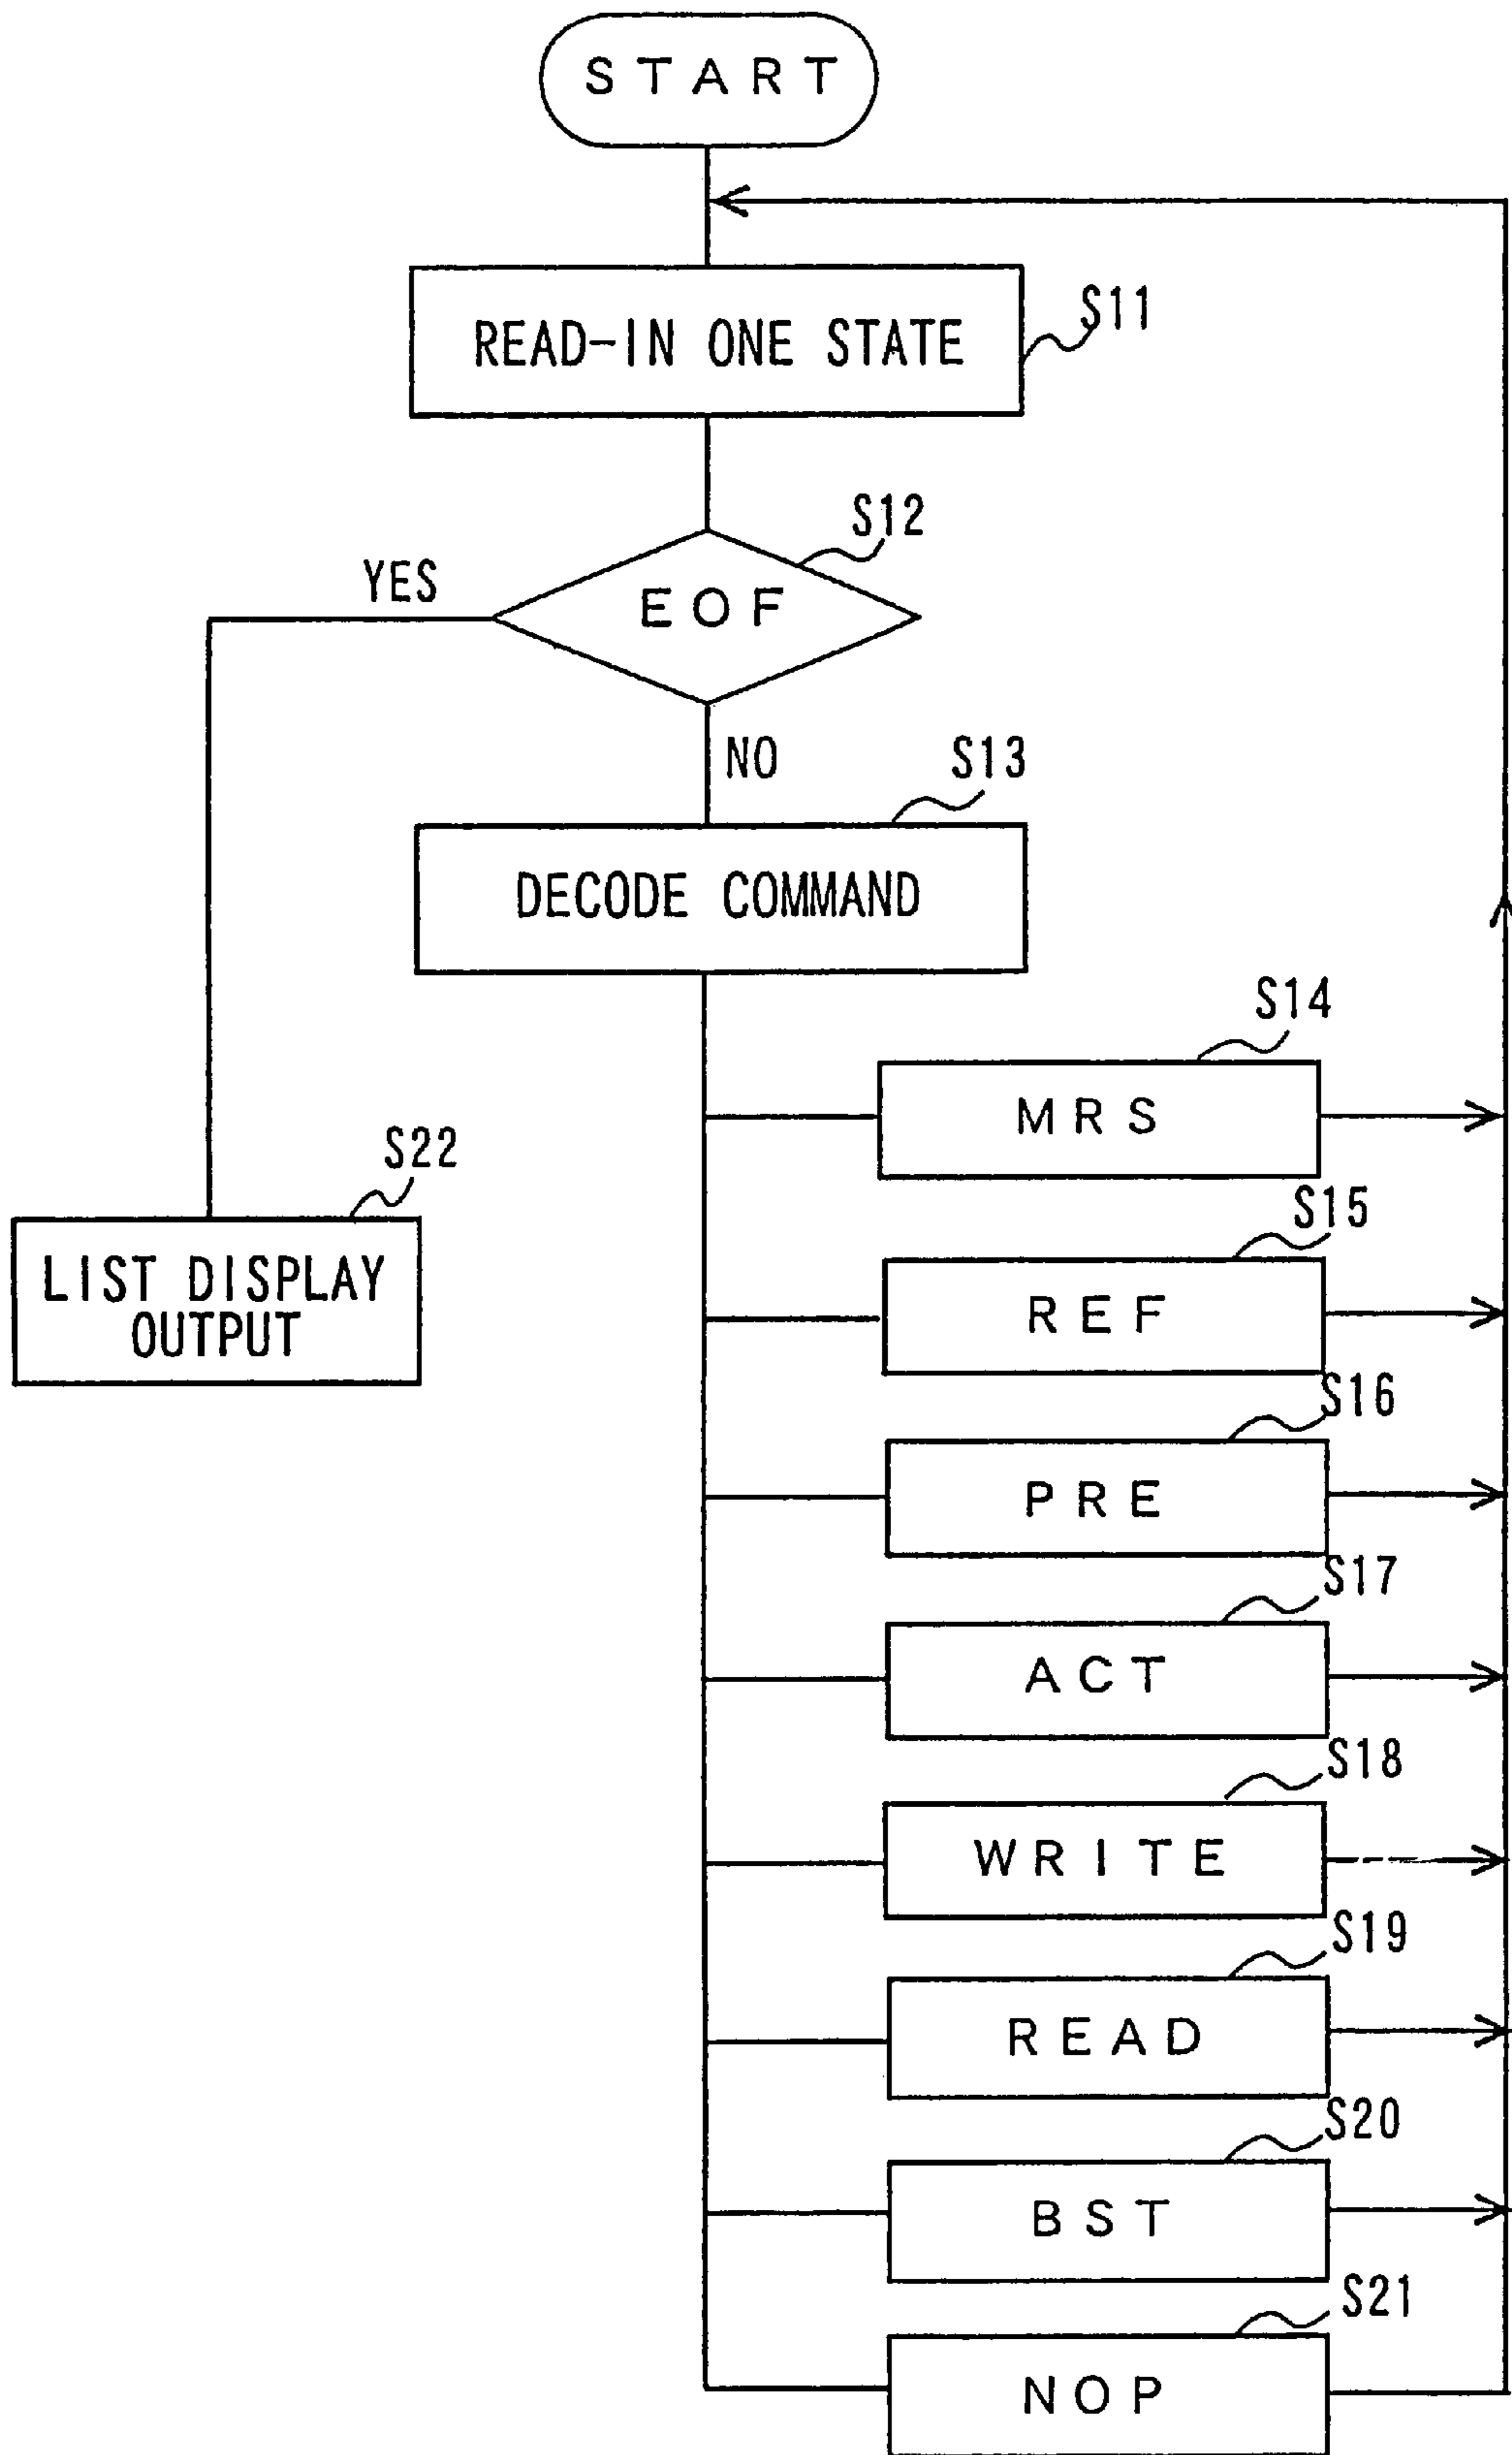 START
READ-IN ONE STATE
S11
S12
YES
EOF
NO
S13
DECODE COMMAND
S14
MRS
S22
LIST DISPLAY
OUTPUT
S15
REF
S16
PRE
S17
ACT
S18
WRITE
S19
READ
S20
BST
S21
NOP